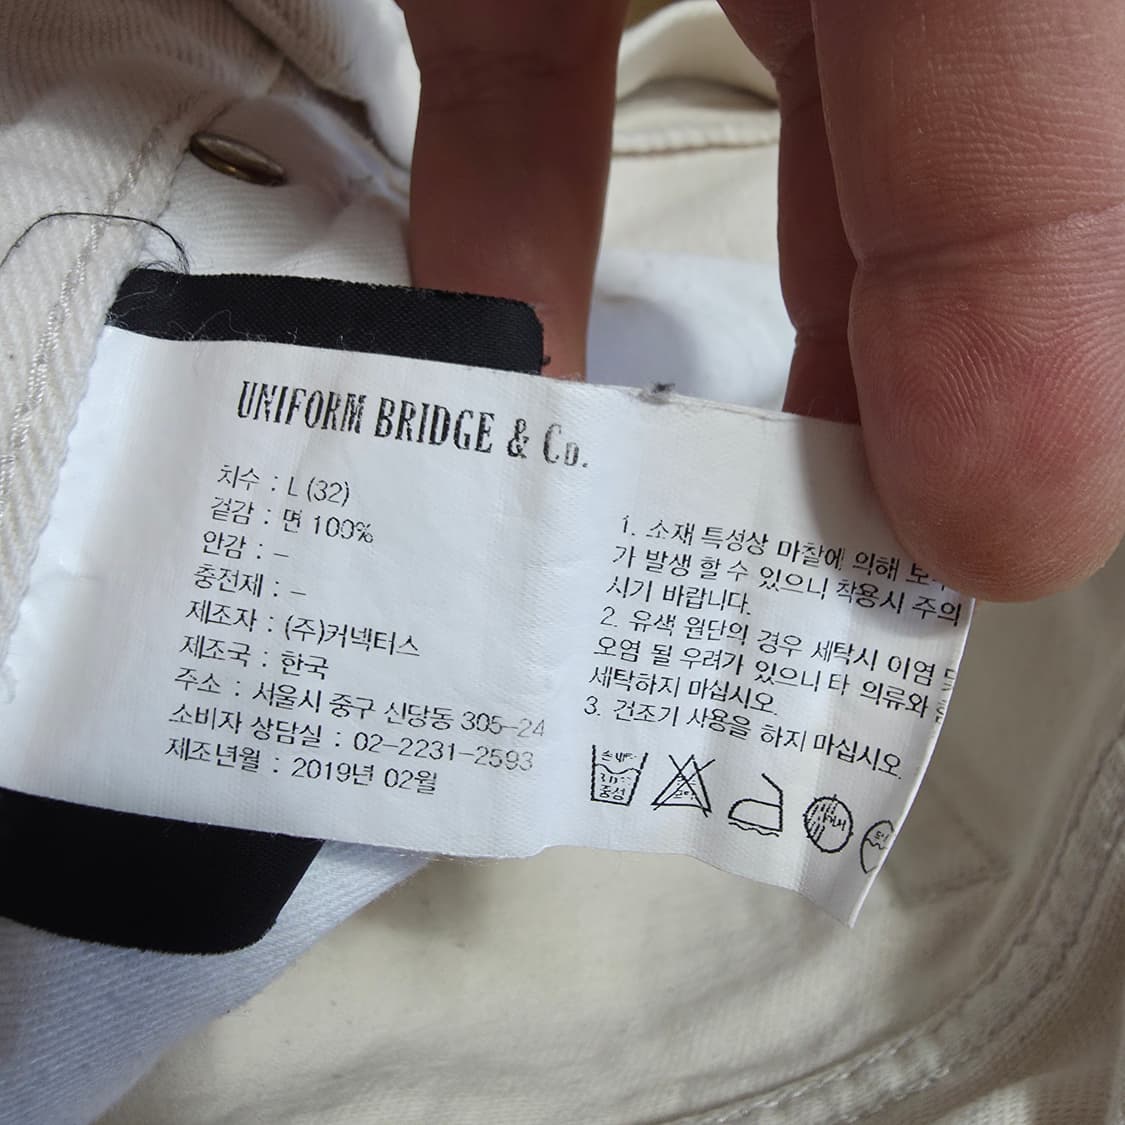 UNIFORM BRIDGE & Co.
치수 : L (32)
겉감 : 면 100%
안감 : –
충전제 : –
제조자 : (주)커넥터스
제조국 : 한국
주소 : 서울시 중구 신당동 305-24
소비자 상담실 : 02-2231-2593
제조년월 : 2019년 02월
1. 소재 특성상 마찰에 의해
가 발생 할 수 있으니 착용시 주의
시기 바랍니다.
2. 유색 원단의 경우 세탁시 이염
오염 될 우려가 있으니 타 의류와
세탁하지 마십시오.
3. 건조기 사용을 하지 마십시오.
손세탁
30°
중성